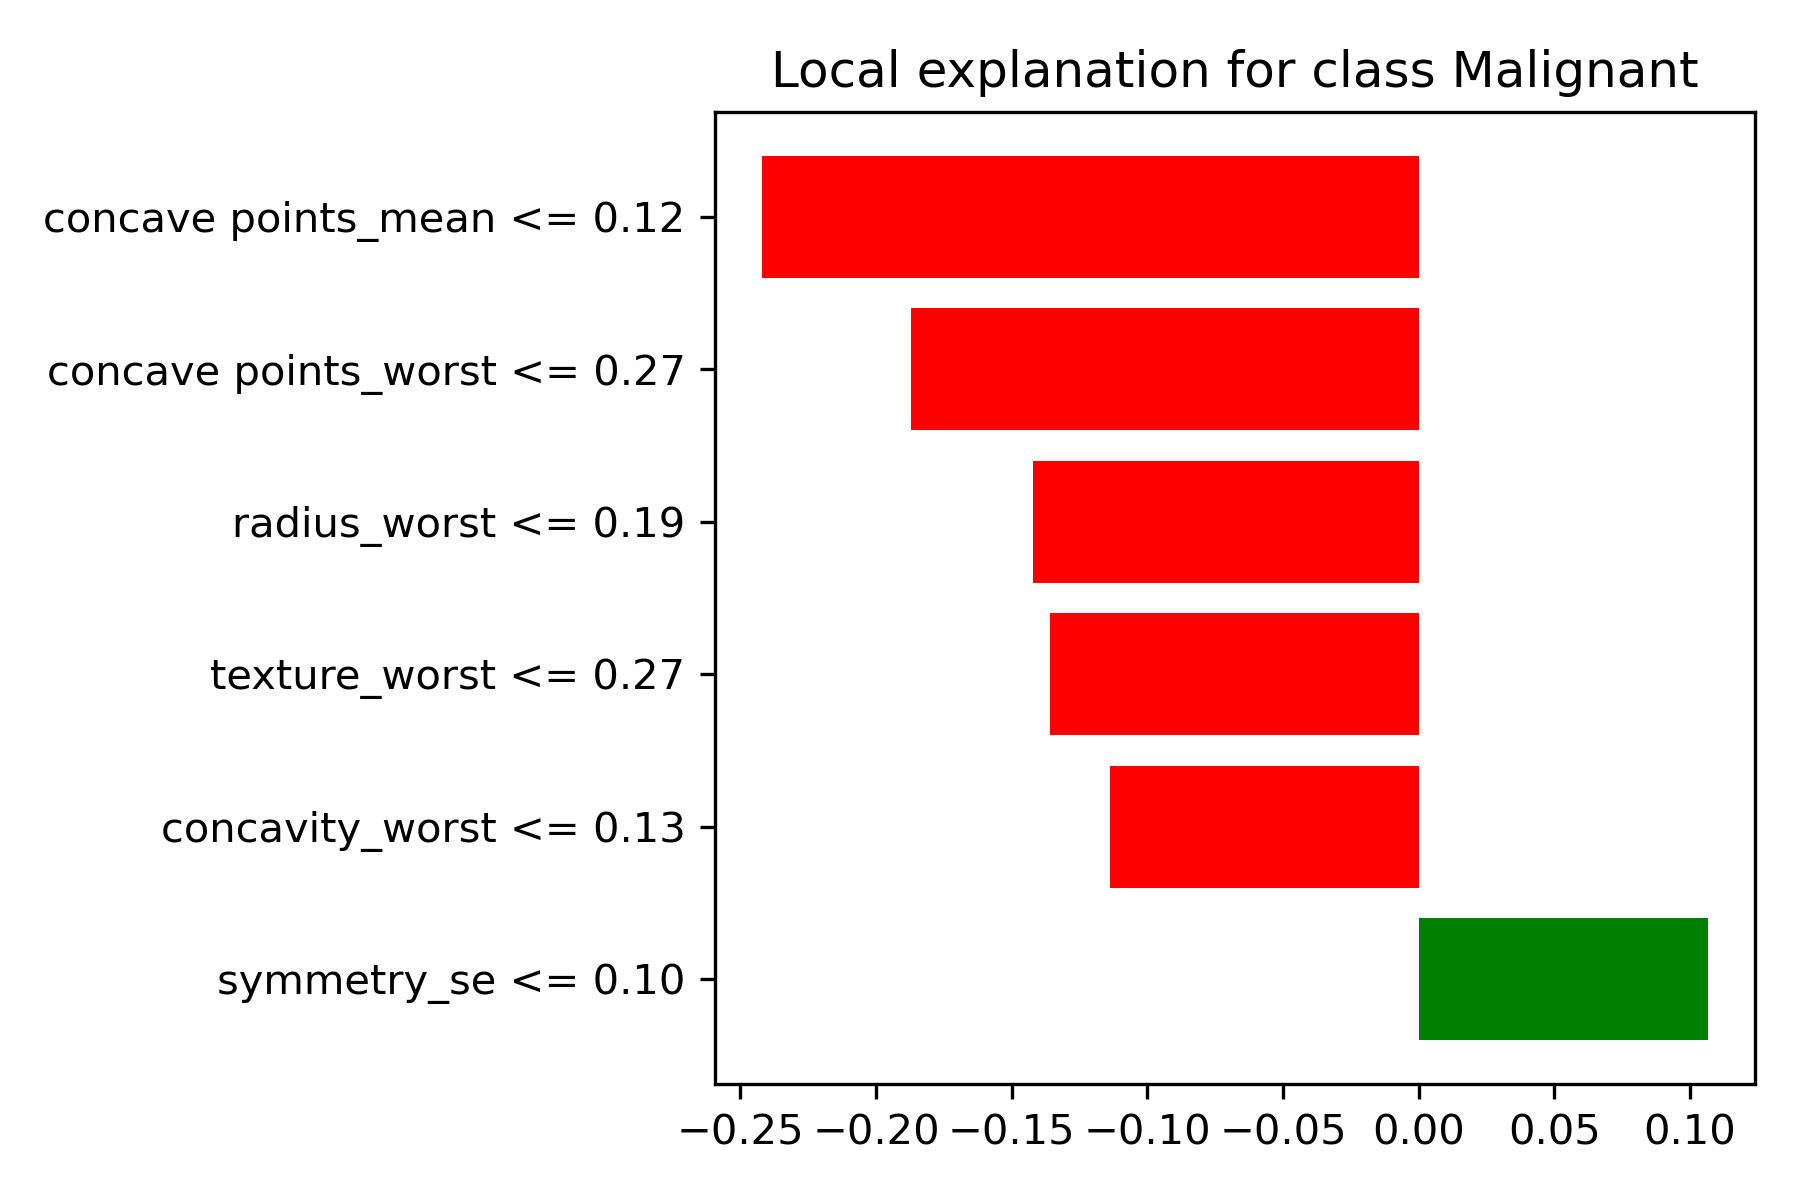 Local explanation for class Malignant
concave points_mean <= 0.12
concave points_worst <= 0.27
radius_worst <= 0.19
texture_worst <= 0.27
concavity_worst <= 0.13
symmetry_se <= 0.10
−0.25 −0.20 −0.15 −0.10 −0.05 0.00 0.05 0.10